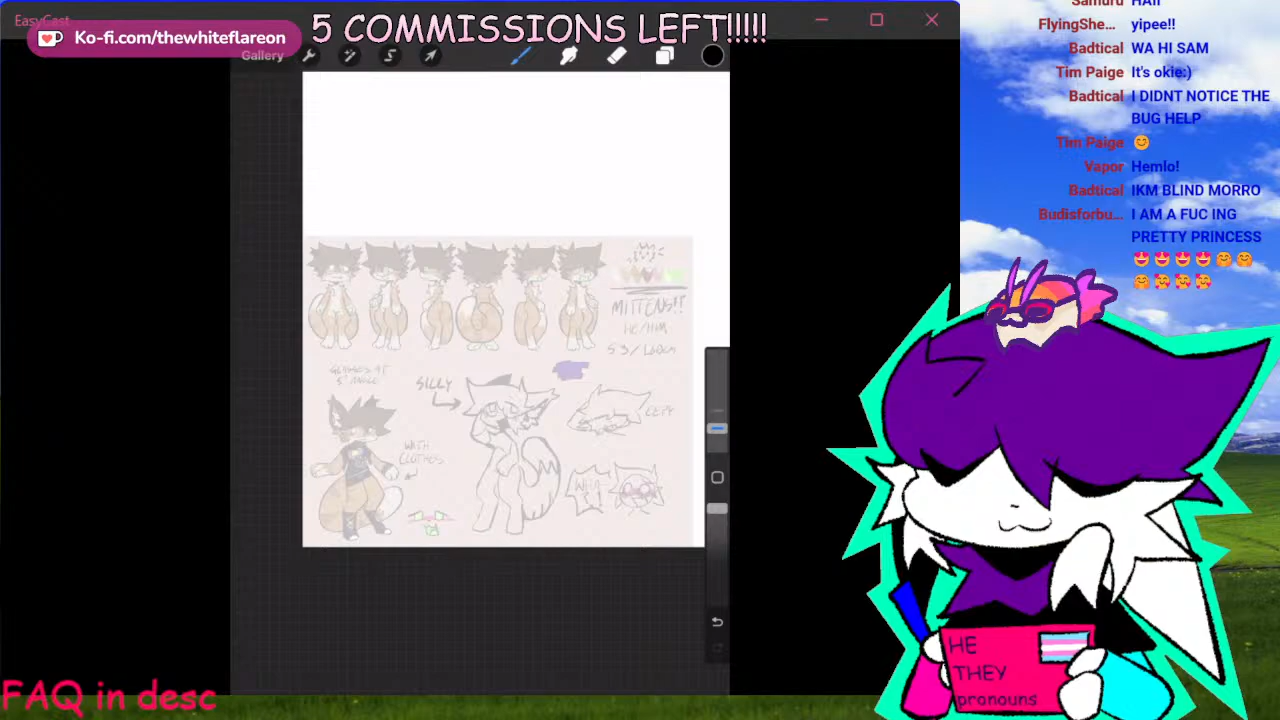 EasyCast
Ko-fi.com/thewhiteflareon
5 COMMISSIONS LEFT!!!!!
Gallery
Samuru HAII
FlyingShe... yipee!!
Badtical WA HI SAM
Tim Paige It's okie:)
Badtical I DIDNT NOTICE THE
BUG HELP
Tim Paige 😊
Vapor Hemlo!
Badtical IKM BLIND MORRO
Budisforbu... I AM A FUC ING
PRETTY PRINCESS
🤩🤩🤩🤩🤗🤗
🤗🥰🥰🥰
MITTENS!!
HE/HIM
SILLY
WITH
CLOTHES
HE
THEY
pronouns
FAQ in desc